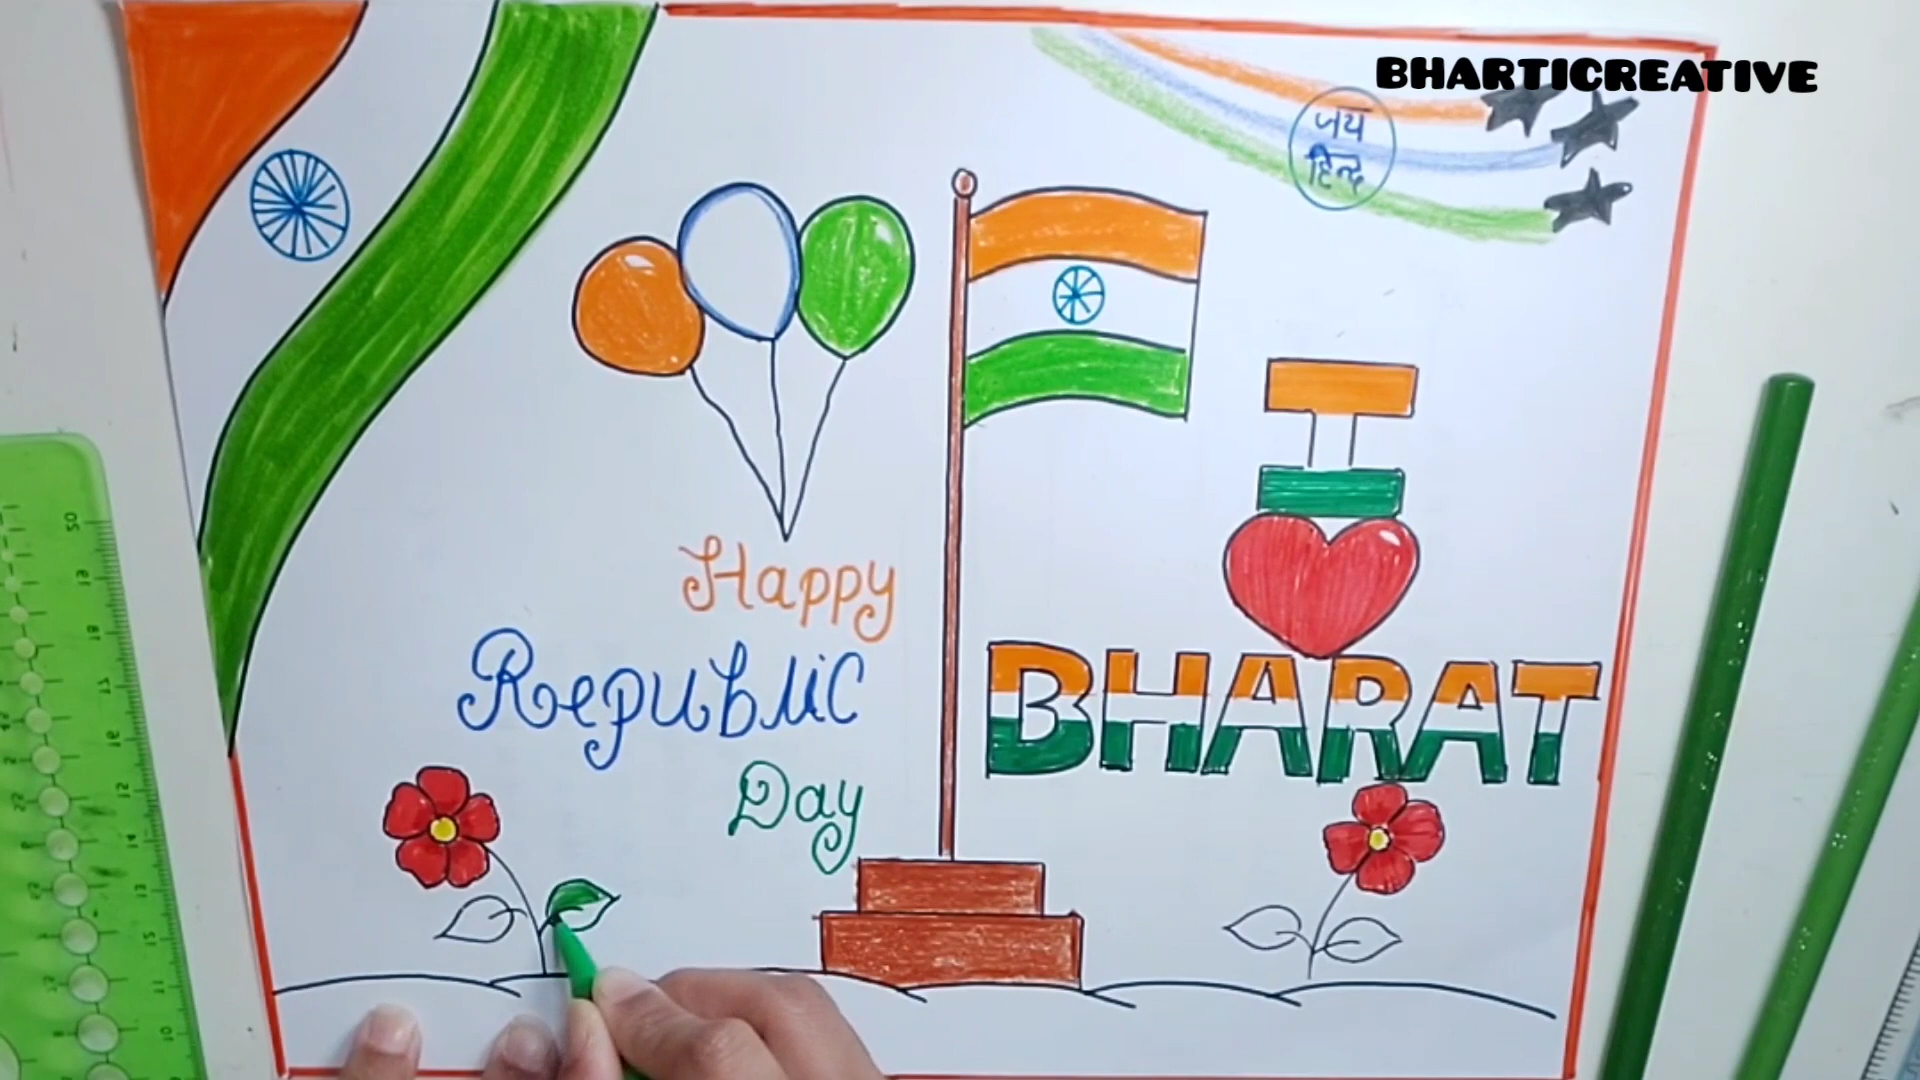 BHARTICREATIVE
जय
हिन्द
I
Happy
Republic
BHARAT
Day